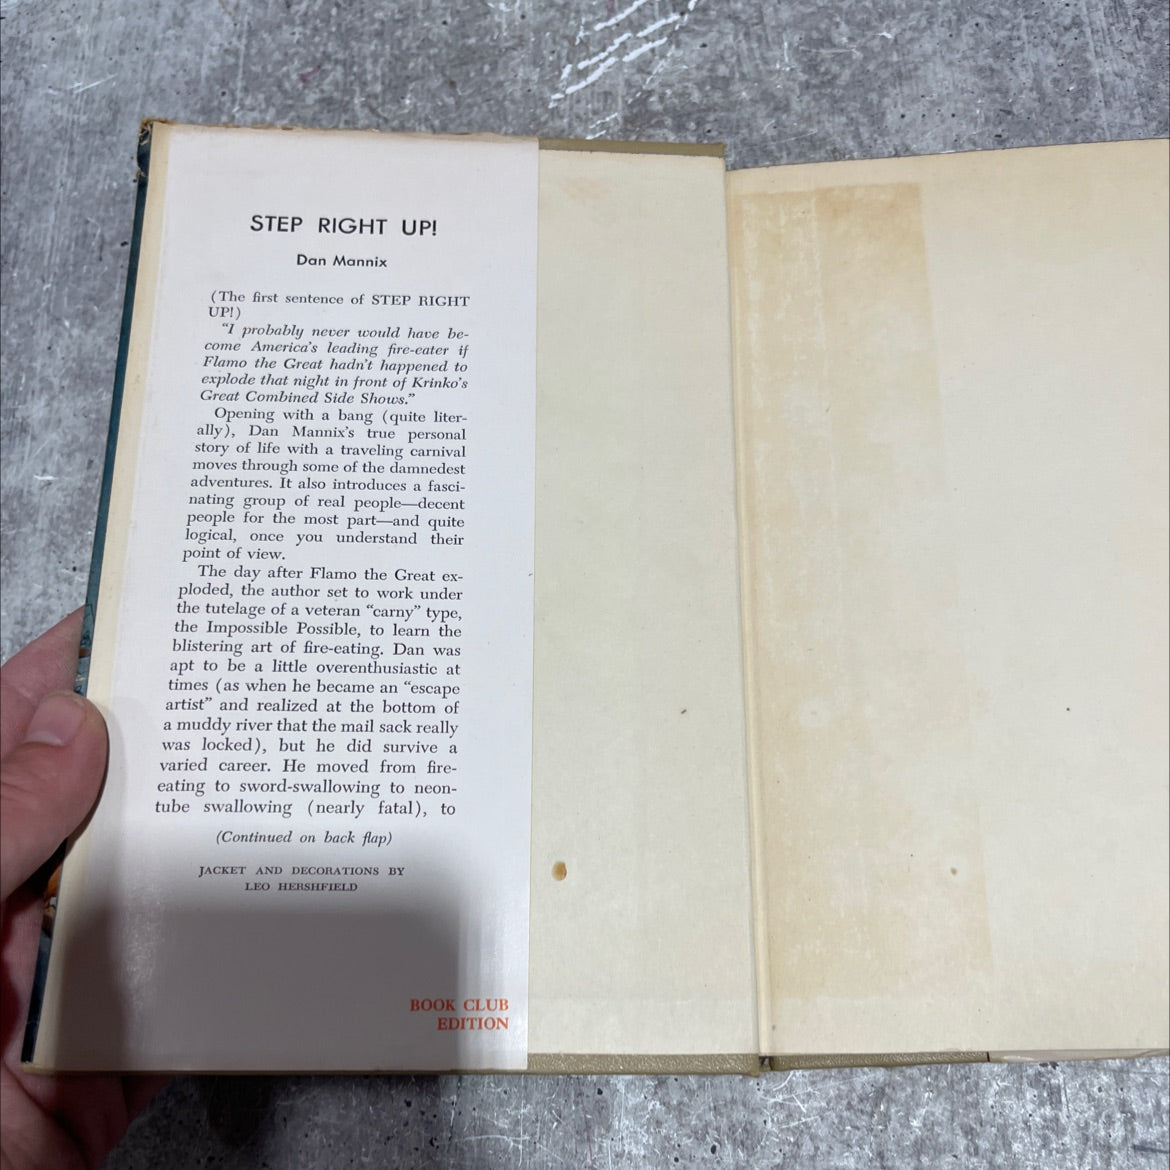 STEP RIGHT UP!
Dan Mannix
(The first sentence of STEP RIGHT
UP!)
"I probably never would have be-
come America's leading fire-eater if
Flamo the Great hadn't happened to
explode that night in front of Krinko's
Great Combined Side Shows."
Opening with a bang (quite liter-
ally), Dan Mannix's true personal
story of life with a traveling carnival
moves through some of the damnedest
adventures. It also introduces a fasci-
nating group of real people—decent
people for the most part—and quite
logical, once you understand their
point of view.
The day after Flamo the Great ex-
ploded, the author set to work under
the tutelage of a veteran "carny" type,
the Impossible Possible, to learn the
blistering art of fire-eating. Dan was
apt to be a little overenthusiastic at
times (as when he became an "escape
artist" and realized at the bottom of
a muddy river that the mail sack really
was locked), but he did survive a
varied career. He moved from fire-
eating to sword-swallowing to neon-
tube swallowing (nearly fatal), to
(Continued on back flap)
JACKET AND DECORATIONS BY
LEO HERSHFIELD
BOOK CLUB
EDITION